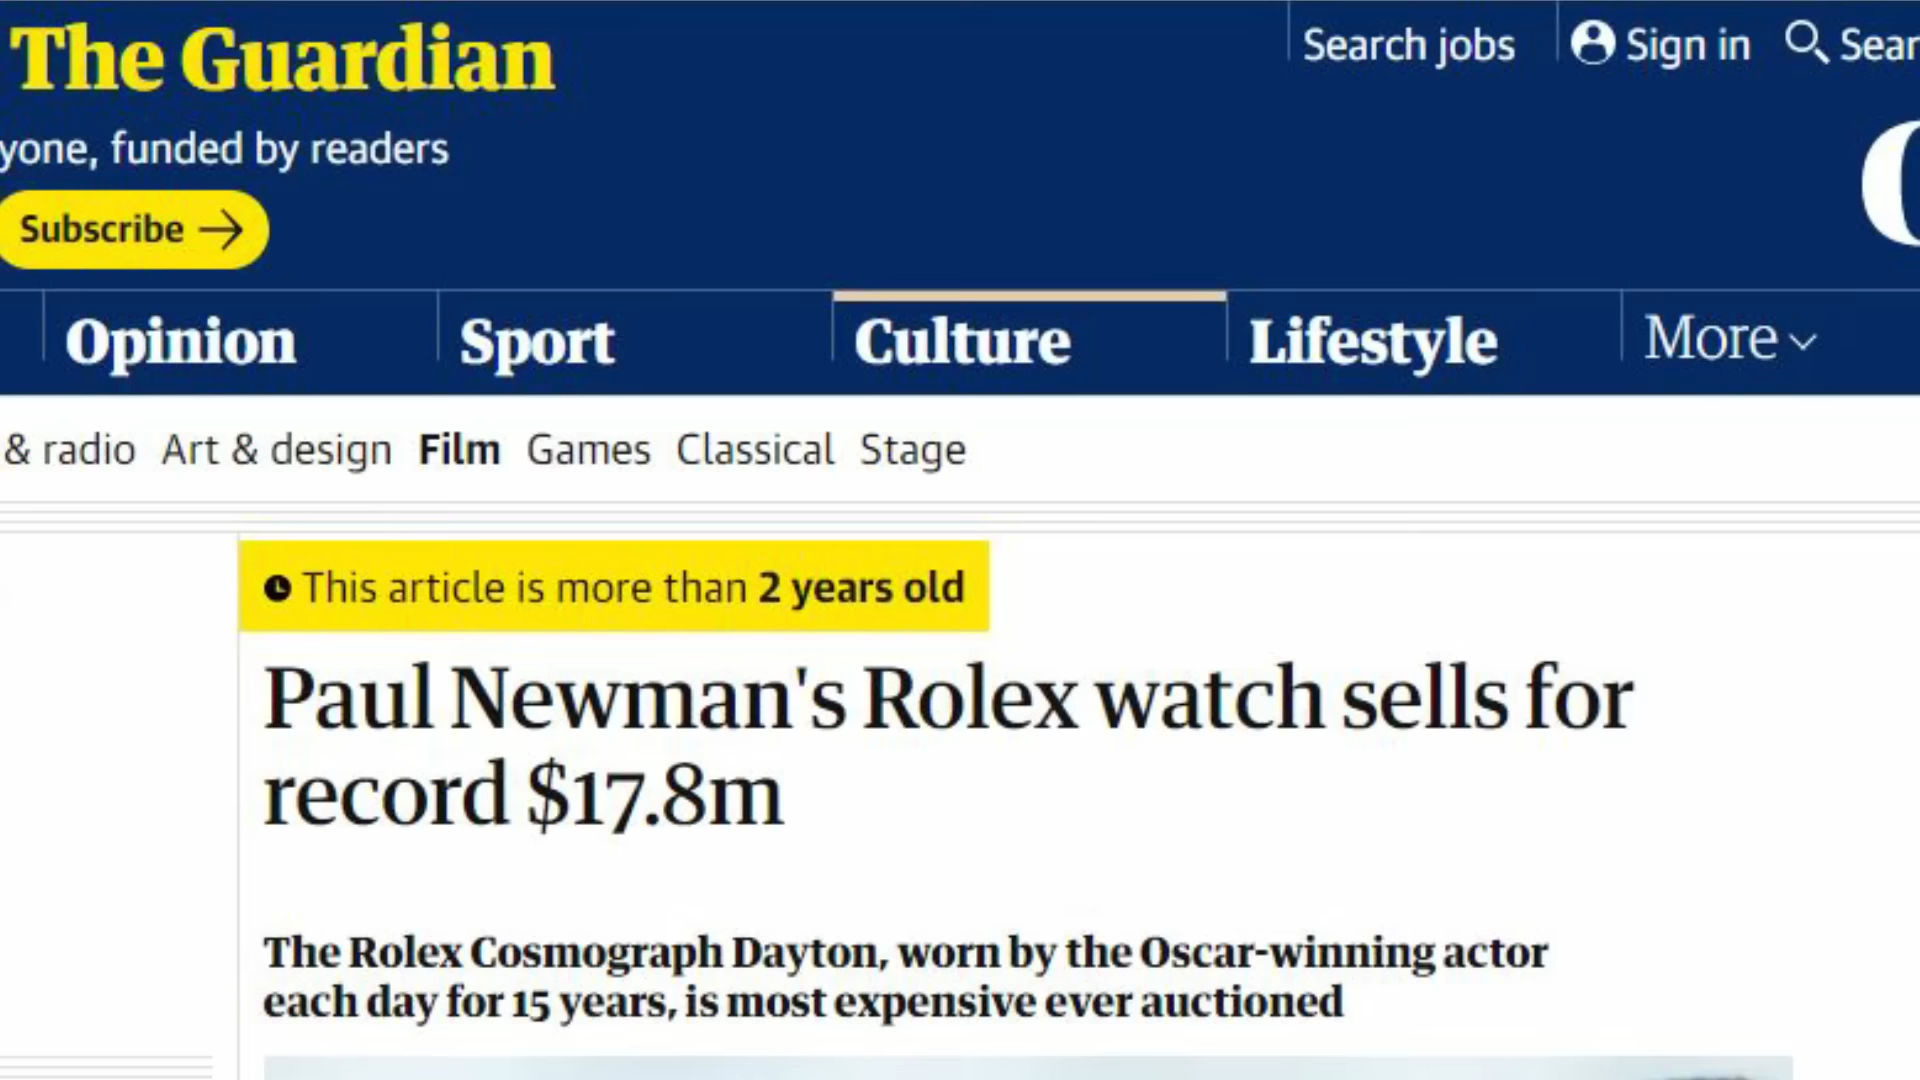 The Guardian
Search jobs
Sign in
yone, funded by readers
Subscribe
Opinion
Sport
Culture
Lifestyle
More
& radio Art & design Film Games Classical Stage
This article is more than 2 years old
Paul Newman's Rolex watch sells for
record $17.8m
The Rolex Cosmograph Dayton, worn by the Oscar-winning actor
each day for 15 years, is most expensive ever auctioned